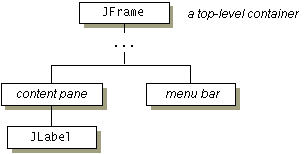 JFrame a top-level container
...
content pane menu bar
JLabel